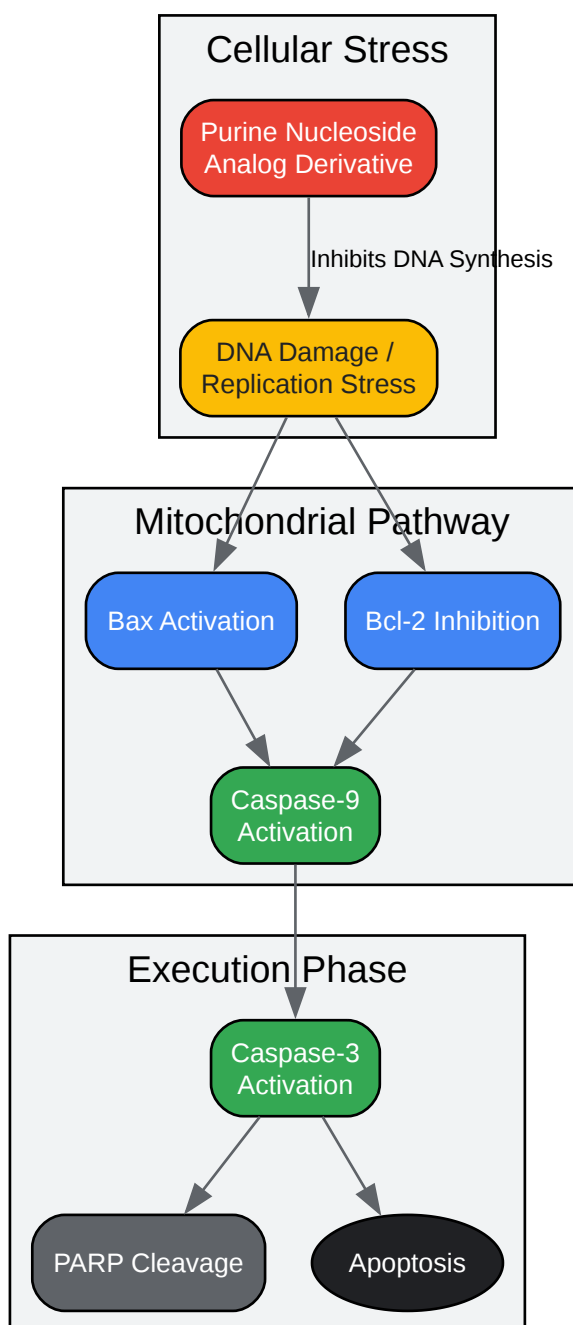 Cellular Stress
Purine Nucleoside
Analog Derivative
Inhibits DNA Synthesis
DNA Damage /
Replication Stress
Mitochondrial Pathway
Bax Activation
Bcl-2 Inhibition
Caspase-9
Activation
Execution Phase
Caspase-3
Activation
PARP Cleavage
Apoptosis